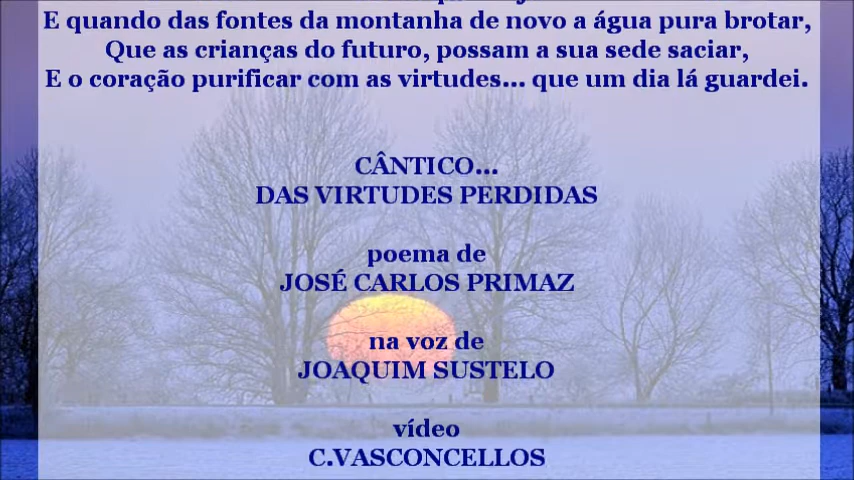 E quando das fontes da montanha de novo a água pura brotar,
Que as crianças do futuro, possam a sua sede saciar,
E o coração purificar com as virtudes... que um dia lá guardei.
CÂNTICO...
DAS VIRTUDES PERDIDAS
poema de
JOSÉ CARLOS PRIMAZ
na voz de
JOAQUIM SUSTELO
vídeo
C.VASCONCELLOS